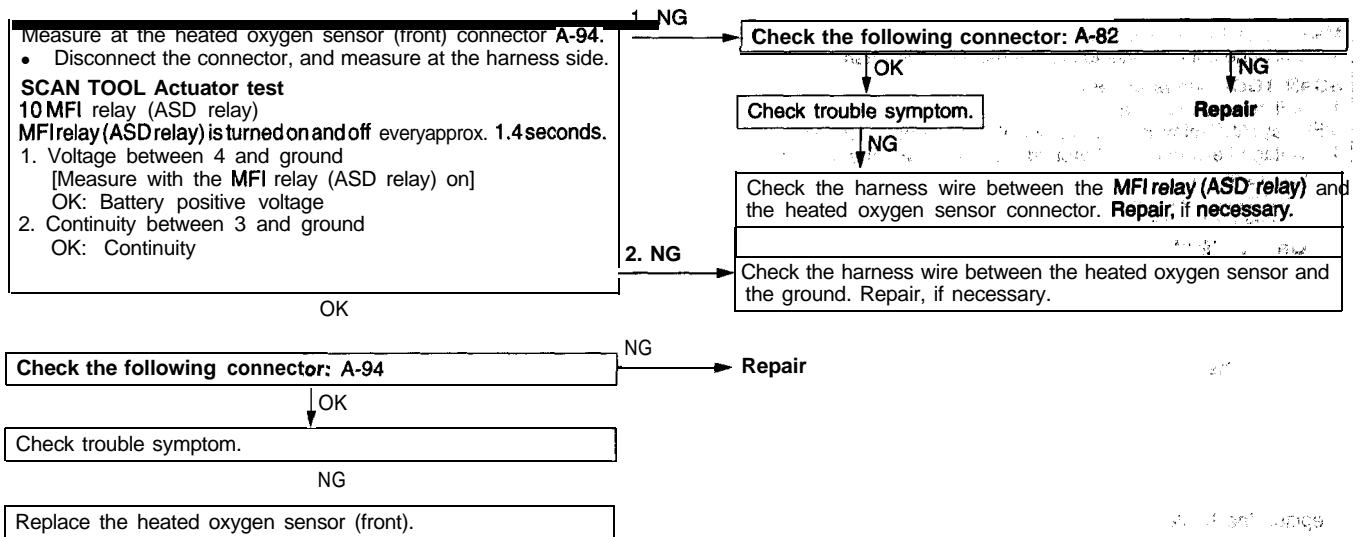 Measure at the heated oxygen sensor (front) connector A-94.
• Disconnect the connector, and measure at the harness side.
SCAN TOOL Actuator test
10 MFI relay (ASD relay)
MFI relay (ASD relay) is turned on and off everyapprox. 1.4 seconds.
1. Voltage between 4 and ground
[Measure with the MFI relay (ASD relay) on]
OK: Battery positive voltage
2. Continuity between 3 and ground
OK: Continuity
1. NG
Check the following connector: A-82
OK
NG
Check trouble symptom.
Repair
NG
Check the harness wire between the MFI relay (ASD relay) and
the heated oxygen sensor connector. Repair, if necessary.
2. NG
Check the harness wire between the heated oxygen sensor and
the ground. Repair, if necessary.
OK
Check the following connector: A-94
NG
Repair
OK
Check trouble symptom.
NG
Replace the heated oxygen sensor (front).